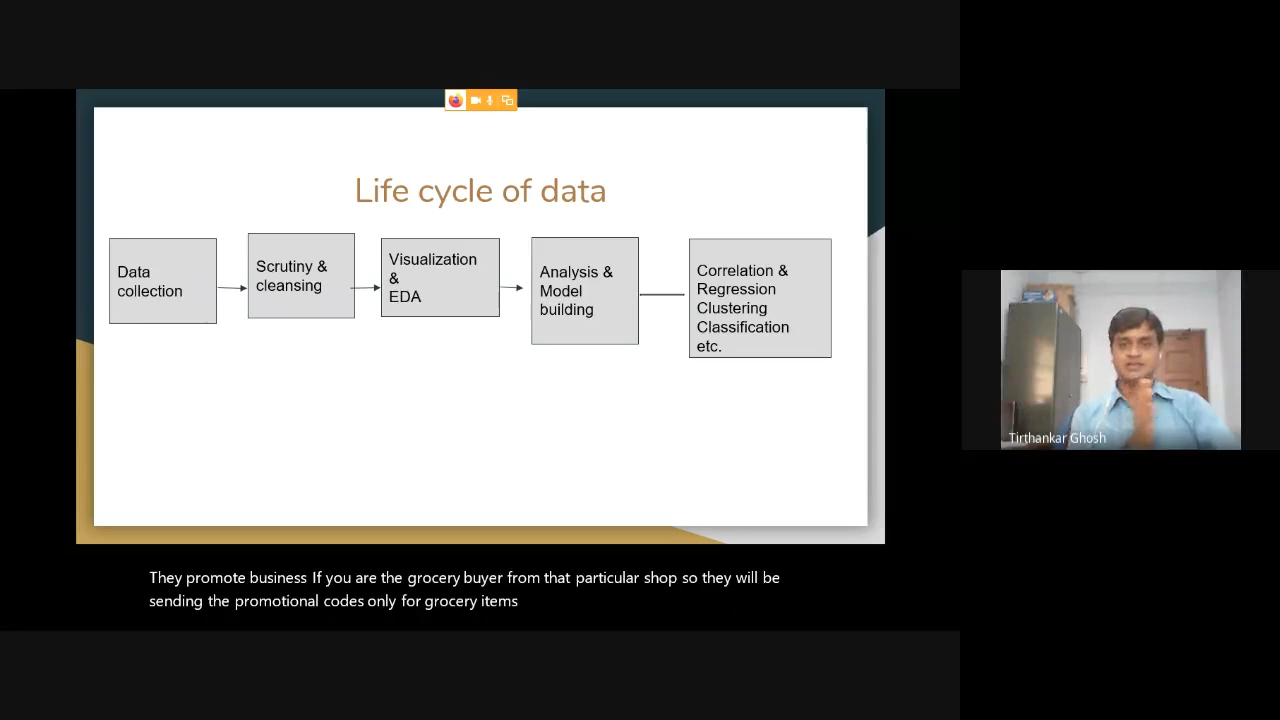 Life cycle of data
Data
collection
Scrutiny &
cleansing
Visualization
&
EDA
Analysis &
Model
building
Correlation &
Regression
Clustering
Classification
etc.
Tirthankar Ghosh
They promote business If you are the grocery buyer from that particular shop so they will be
sending the promotional codes only for grocery items